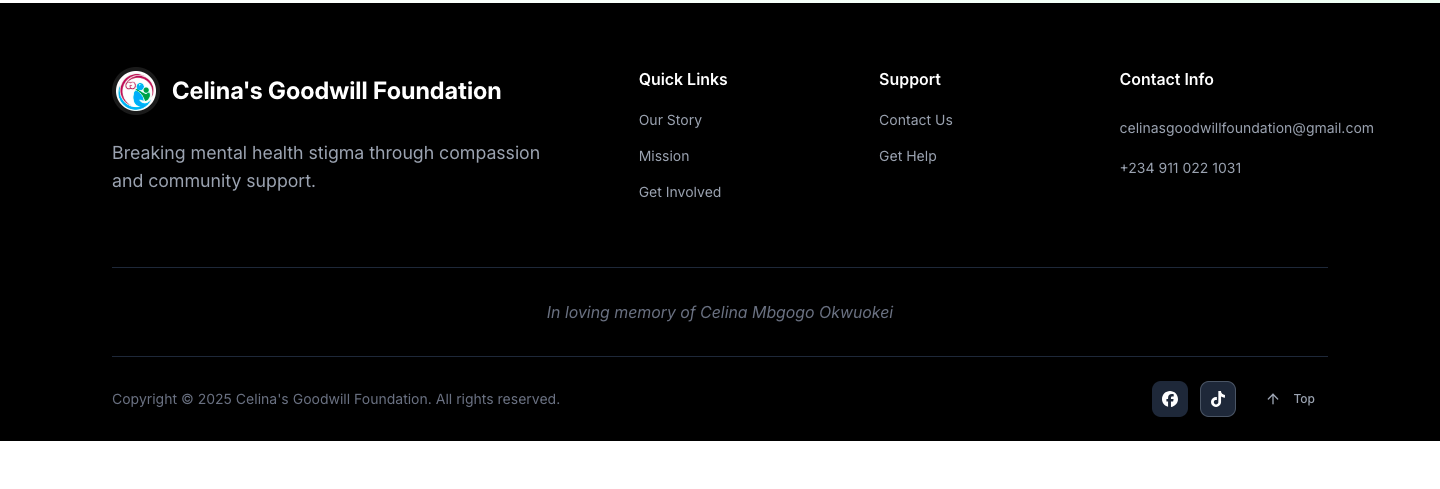 Celina's Goodwill Foundation
Breaking mental health stigma through compassion
and community support.
Quick Links
Our Story
Mission
Get Involved
Support
Contact Us
Get Help
Contact Info
celinasgoodwillfoundation@gmail.com
+234 911 022 1031
In loving memory of Celina Mbgogo Okwuokei
Copyright © 2025 Celina's Goodwill Foundation. All rights reserved.
Top